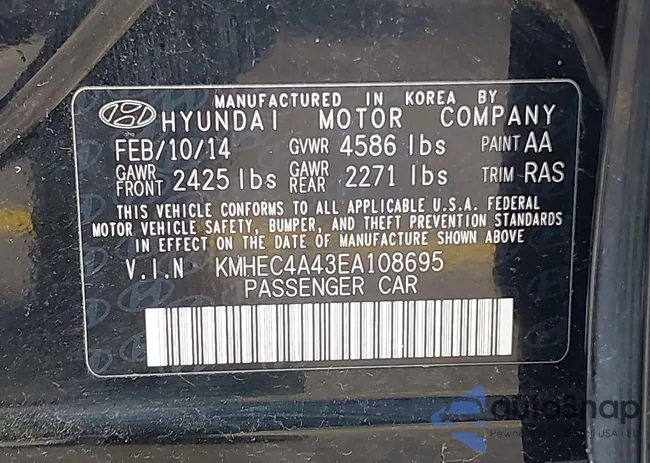 MANUFACTURED IN KOREA BY
HYUNDAI MOTOR COMPANY
FEB/10/14 GVWR 4586 lbs PAINT AA
GAWR FRONT 2425 lbs GAWR REAR 2271 lbs TRIM RAS
THIS VEHICLE CONFORMS TO ALL APPLICABLE U.S.A. FEDERAL
MOTOR VEHICLE SAFETY, BUMPER, AND THEFT PREVENTION STANDARDS
IN EFFECT ON THE DATE OF MANUFACTURE SHOWN ABOVE
V.I.N KMHEC4A43EA108695
PASSENGER CAR